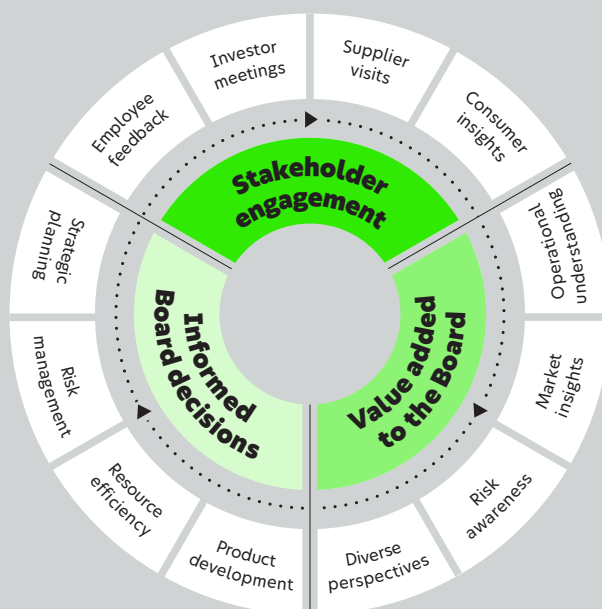 Investor
meetings
Supplier
visits
Consumer
insights
Operational
understanding
Market
insights
Risk
awareness
Diverse
perspectives
Product
development
Resource
efficiency
Risk
management
Strategic
planning
Employee
feedback
Stakeholder
engagement
Value added
to the Board
Informed
Board decisions